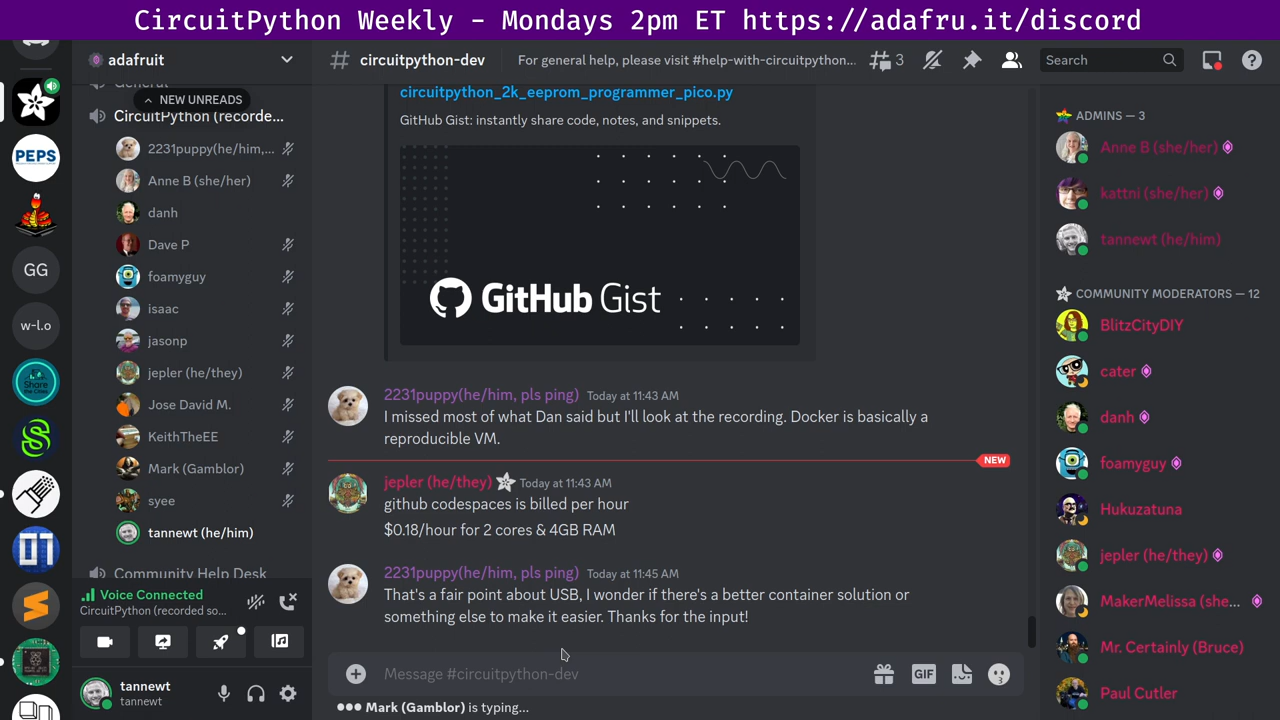 CircuitPython Weekly - Mondays 2pm ET https://adafru.it/discord
adafruit
General
NEW UNREADS
CircuitPython (recorde...
2231puppy(he/him,...
Anne B (she/her)
danh
Dave P
foamyguy
isaac
jasonp
jepler (he/they)
Jose David M.
KeithTheEE
Mark (Gamblor)
syee
tannewt (he/him)
Community Help Desk
Voice Connected
CircuitPython (recorded so...
tannewt
tannewt
PEPS
GG
w-l.o
Share
the Cities
circuitpython-dev
For general help, please visit #help-with-circuitpython...
3
Search
circuitpython_2k_eeprom_programmer_pico.py
GitHub Gist: instantly share code, notes, and snippets.
GitHub Gist
2231puppy(he/him, pls ping) Today at 11:43 AM
I missed most of what Dan said but I'll look at the recording. Docker is basically a
reproducible VM.
NEW
jepler (he/they) Today at 11:43 AM
github codespaces is billed per hour
$0.18/hour for 2 cores & 4GB RAM
2231puppy(he/him, pls ping) Today at 11:45 AM
That's a fair point about USB, I wonder if there's a better container solution or
something else to make it easier. Thanks for the input!
Message #circuitpython-dev
GIF
Mark (Gamblor) is typing...
ADMINS — 3
Anne B (she/her)
kattni (she/her)
tannewt (he/him)
COMMUNITY MODERATORS — 12
BlitzCityDIY
cater
danh
foamyguy
Hukuzatuna
jepler (he/they)
MakerMelissa (she...
Mr. Certainly (Bruce)
Paul Cutler